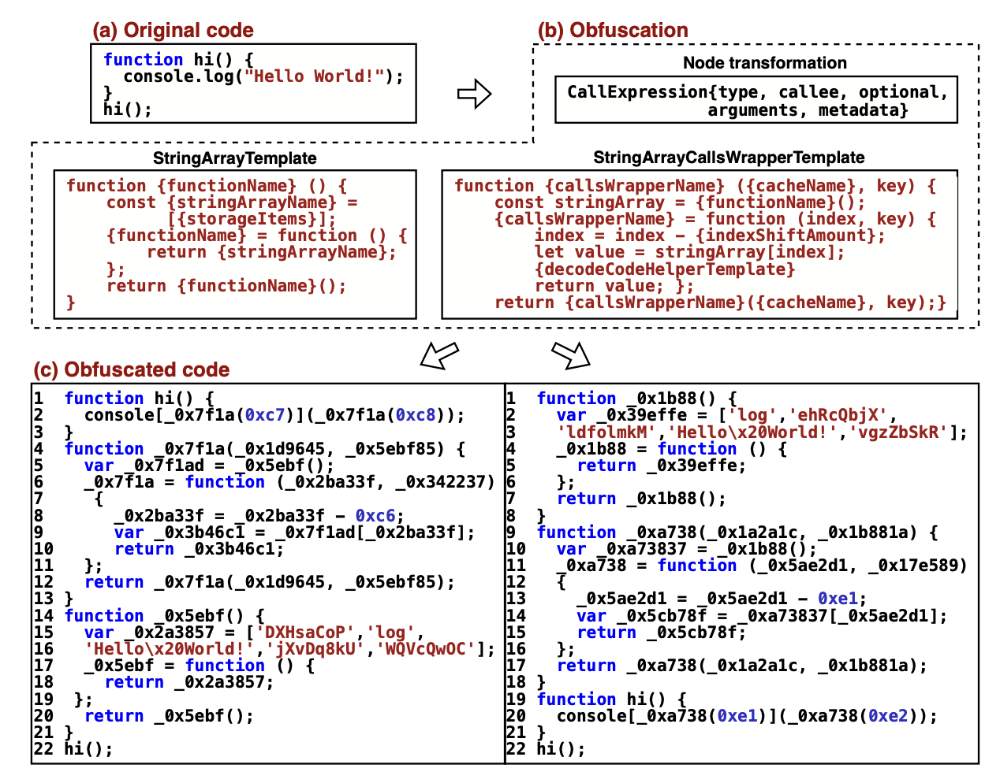 (a) Original code
function hi() {
  console.log("Hello World!");
}
hi();
(b) Obfuscation
Node transformation
CallExpression{type, callee, optional,
arguments, metadata}
StringArrayTemplate
function {functionName} () {
    const {stringArrayName} =
          [{storageItems}];
    {functionName} = function () {
        return {stringArrayName};
    };
    return {functionName}();
}
StringArrayCallsWrapperTemplate
function {callsWrapperName} ({cacheName}, key) {
    const stringArray = {functionName}();
    {callsWrapperName} = function (index, key) {
        index = index - {indexShiftAmount};
        let value = stringArray[index];
        {decodeCodeHelperTemplate}
        return value; };
    return {callsWrapperName}({cacheName}, key);}
(c) Obfuscated code
1 function hi() {
2   console[_0x7f1a(0xc7)](_0x7f1a(0xc8));
3 }
4 function _0x7f1a(_0x1d9645, _0x5ebf85) {
5   var _0x7f1ad = _0x5ebf();
6   _0x7f1a = function (_0x2ba33f, _0x342237)
7    {
8      _0x2ba33f = _0x2ba33f - 0xc6;
9      var _0x3b46c1 = _0x7f1ad[_0x2ba33f];
10      return _0x3b46c1;
11   };
12   return _0x7f1a(_0x1d9645, _0x5ebf85);
13 }
14 function _0x5ebf() {
15   var _0x2a3857 = ['DXHsaCoP','log',
16   'Hello\x20World!','jXvDq8kU','WQVcQwOC'];
17   _0x5ebf = function () {
18     return _0x2a3857;
19  };
20   return _0x5ebf();
21 }
22 hi();
1 function _0x1b88() {
2   var _0x39effe = ['log','ehRcQbjX',
3   'ldfolmkM','Hello\x20World!','vgzZbSkR'];
4   _0x1b88 = function () {
5     return _0x39effe;
6   };
7   return _0x1b88();
8 }
9 function _0xa738(_0x1a2a1c, _0x1b881a) {
10   var _0xa73837 = _0x1b88();
11   _0xa738 = function (_0x5ae2d1, _0x17e589)
12   {
13     _0x5ae2d1 = _0x5ae2d1 - 0xe1;
14     var _0x5cb78f = _0xa73837[_0x5ae2d1];
15     return _0x5cb78f;
16   };
17   return _0xa738(_0x1a2a1c, _0x1b881a);
18 }
19 function hi() {
20   console[_0xa738(0xe1)](_0xa738(0xe2));
21 }
22 hi();